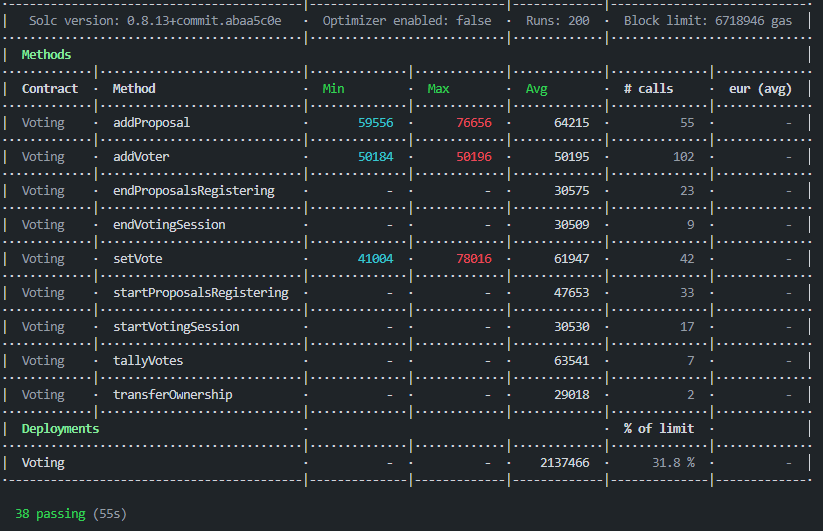 Solc version: 0.8.13+commit.abaa5c0e · Optimizer enabled: false · Runs: 200 · Block limit: 6718946 gas
Methods
Contract · Method · Min · Max · Avg · # calls · eur (avg)
Voting · addProposal · 59556 · 76656 · 64215 · 55 · -
Voting · addVoter · 50184 · 50196 · 50195 · 102 · -
Voting · endProposalsRegistering · - · - · 30575 · 23 · -
Voting · endVotingSession · - · - · 30509 · 9 · -
Voting · setVote · 41004 · 78016 · 61947 · 42 · -
Voting · startProposalsRegistering · - · - · 47653 · 33 · -
Voting · startVotingSession · - · - · 30530 · 17 · -
Voting · tallyVotes · - · - · 63541 · 7 · -
Voting · transferOwnership · - · - · 29018 · 2 · -
Deployments · · % of limit ·
Voting · - · - · 2137466 · 31.8 % · -
38 passing (55s)